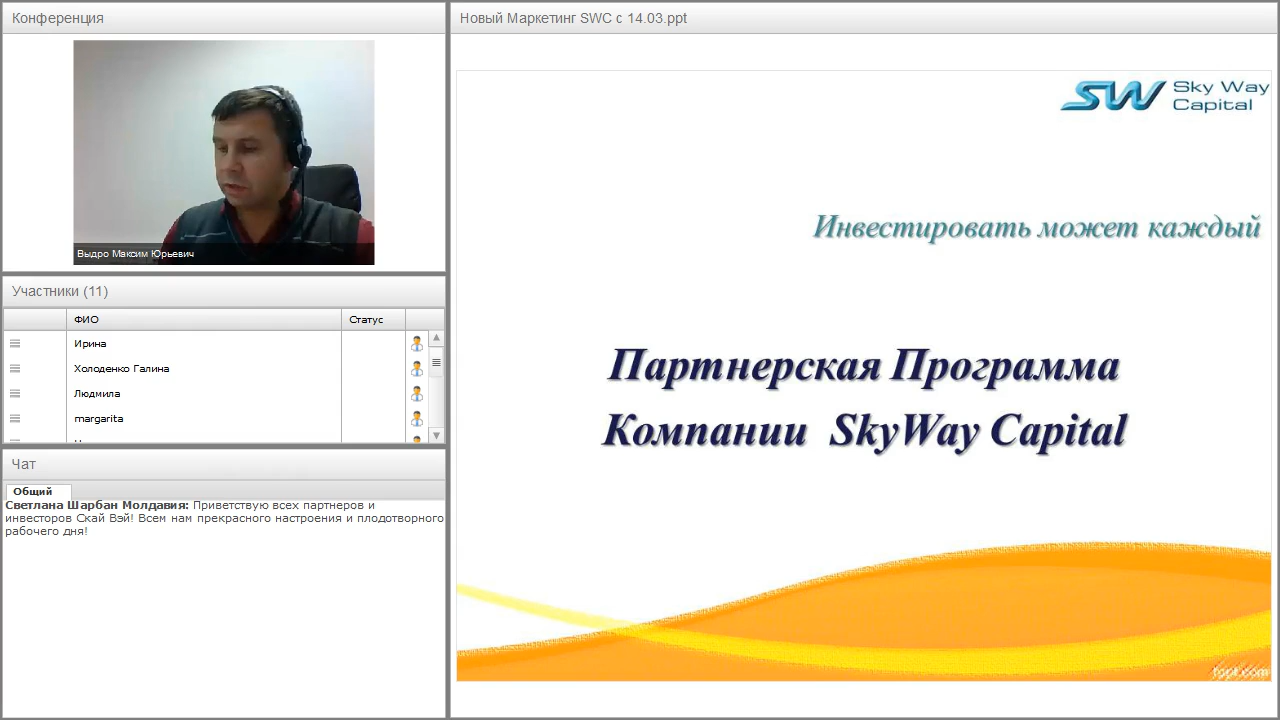 Конференция
Выдро Максим Юрьевич
Участники (11)
ФИО Статус
Ирина
Холоденко Галина
Людмила
margarita
Чат
Общий
Светлана Шарбан Молдавия: Приветствую всех партнеров и
инвесторов Скай Вэй! Всем нам прекрасного настроения и плодотворного
рабочего дня!
Новый Маркетинг SWC с 14.03.ppt
SW Sky Way
Capital
Инвестировать может каждый
Партнерская Программа
Компании SkyWay Capital